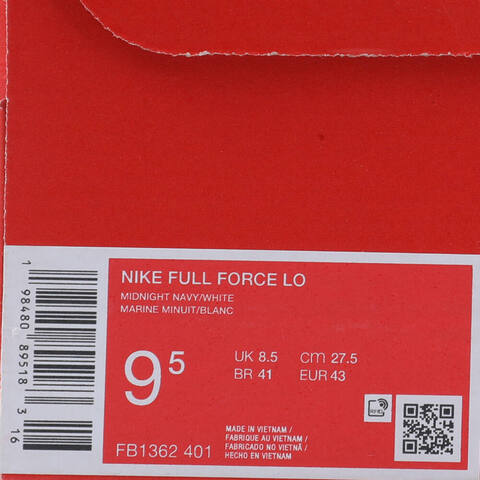 NIKE FULL FORCE LO
MIDNIGHT NAVY/WHITE
MARINE MINUIT/BLANC
9 5
UK 8.5 cm 27.5
BR 41 EUR 43
RFID
MADE IN VIETNAM /
FABRIQUE AU VIETNAM /
FABRICADO NO VIETNÃ /
HECHO EN VIETNAM
FB1362 401
1 98480 89518 3 16